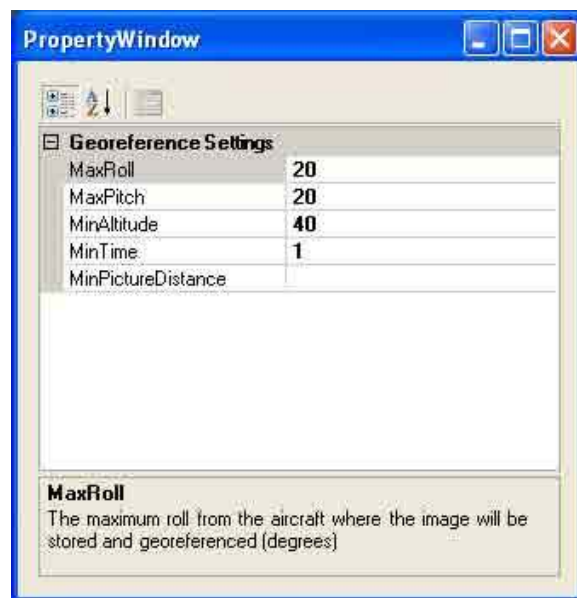 PropertyWindow
Georeference Settings
MaxRoll 20
MaxPitch 20
MinAltitude 40
MinTime 1
MinPictureDistance
MaxRoll
The maximum roll from the aircraft where the image will be
stored and georeferenced (degrees)